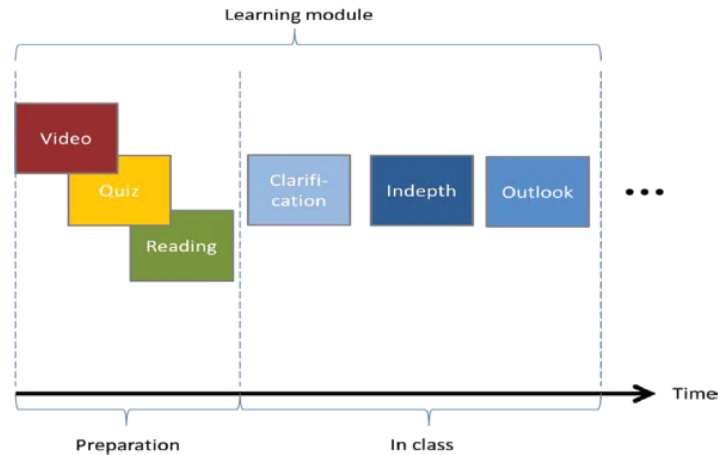 Learning module
Video
Quiz
Reading
Clarifi-
cation
Indepth
Outlook
...
Time
Preparation
In class